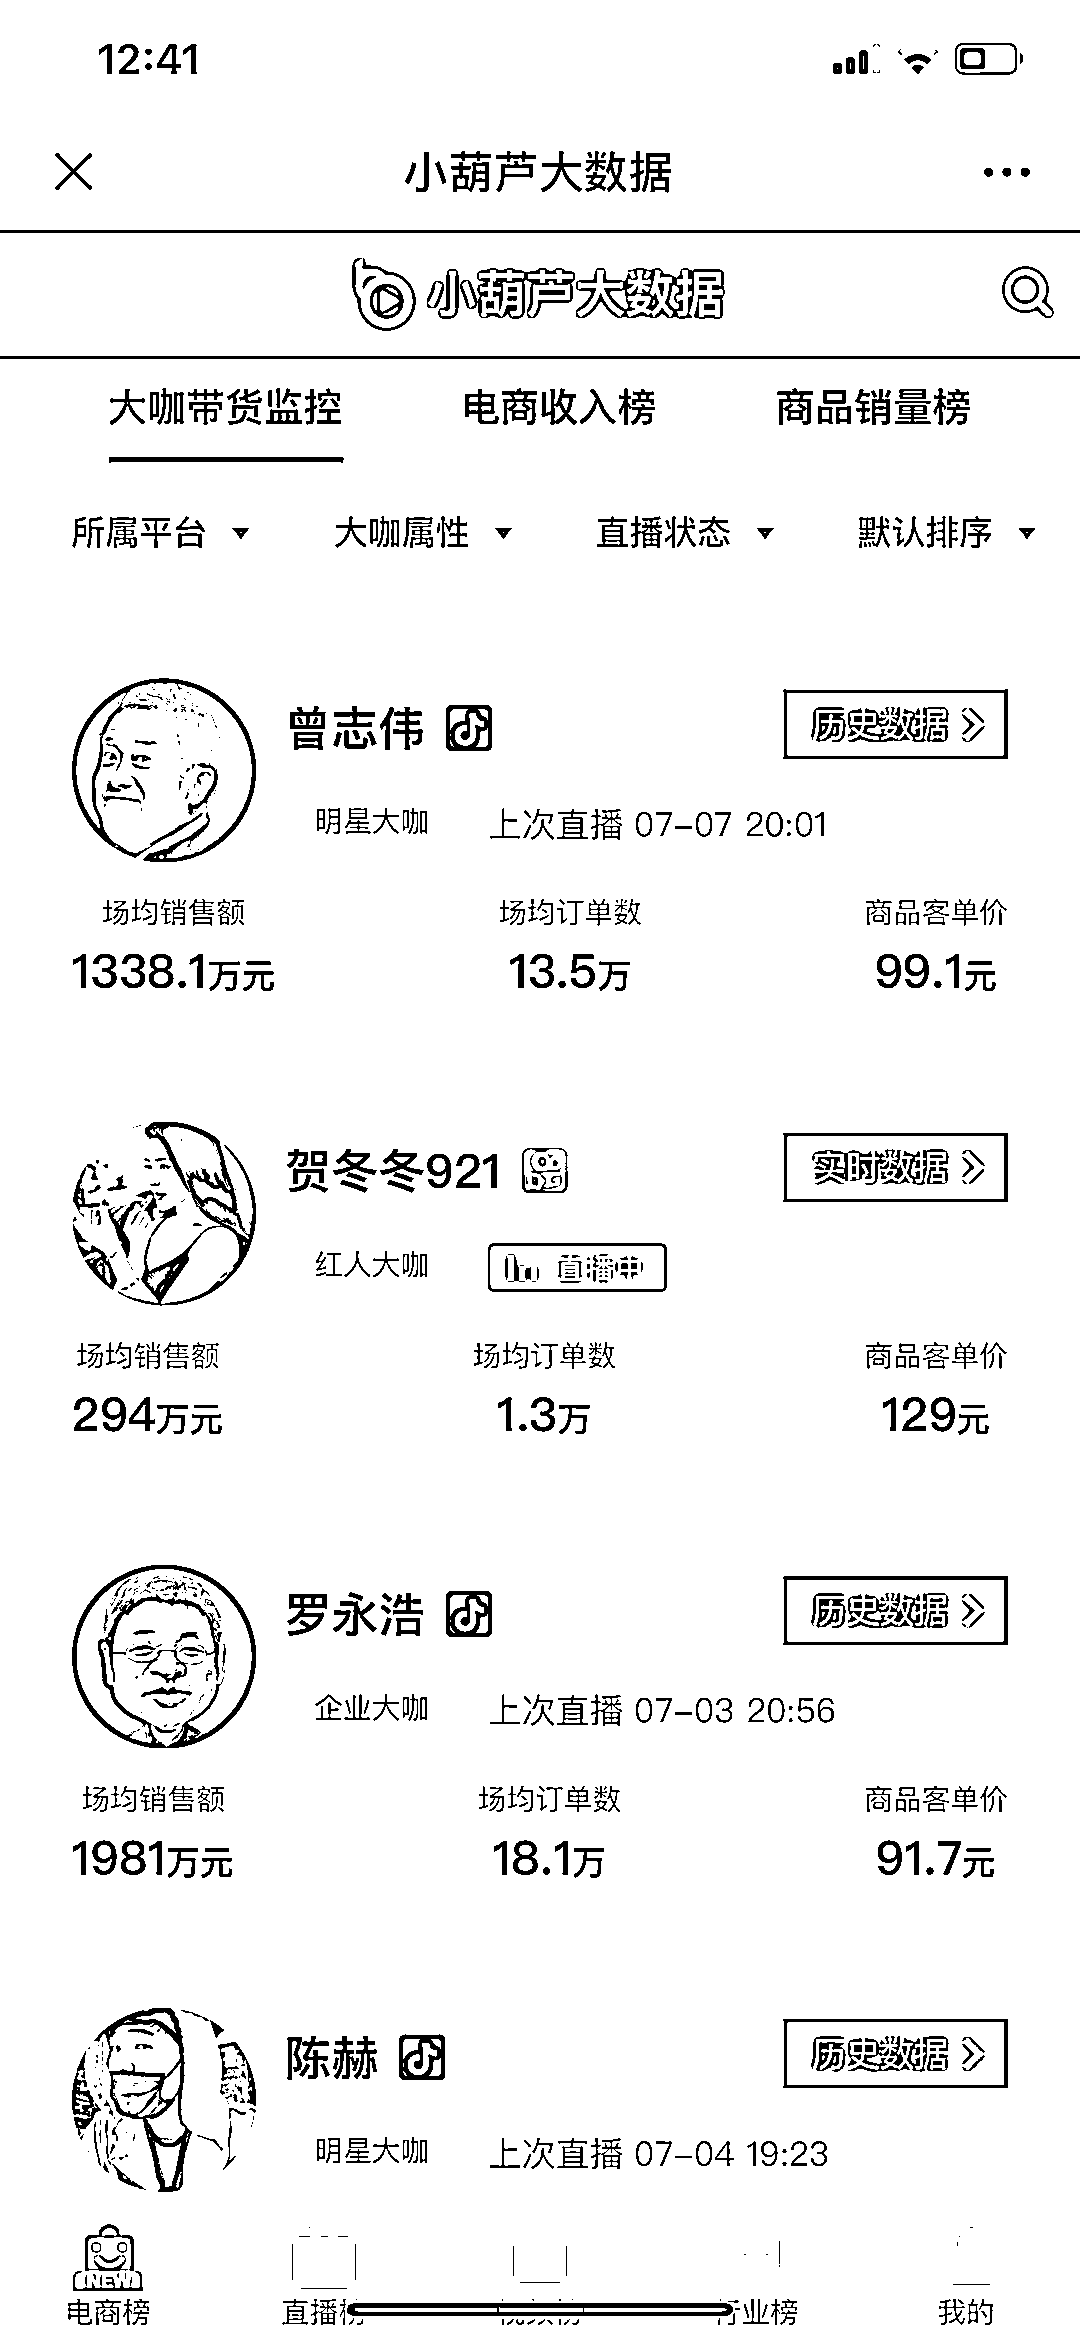 12:41
小葫芦大数据
小葫芦大数据
大咖带货监控 电商收入榜 商品销量榜
所属平台 大咖属性 直播状态 默认排序
曾志伟 历史数据
明星大咖 上次直播 07-07 20:01
场均销售额 场均订单数 商品客单价
1338.1万元 13.5万 99.1元
贺冬冬921 实时数据
红人大咖 直播中
场均销售额 场均订单数 商品客单价
294万元 1.3万 129元
罗永浩 历史数据
企业大咖 上次直播 07-03 20:56
场均销售额 场均订单数 商品客单价
1981万元 18.1万 91.7元
陈赫 历史数据
明星大咖 上次直播 07-04 19:23
NEW
电商榜 直播榜 行业榜 我的